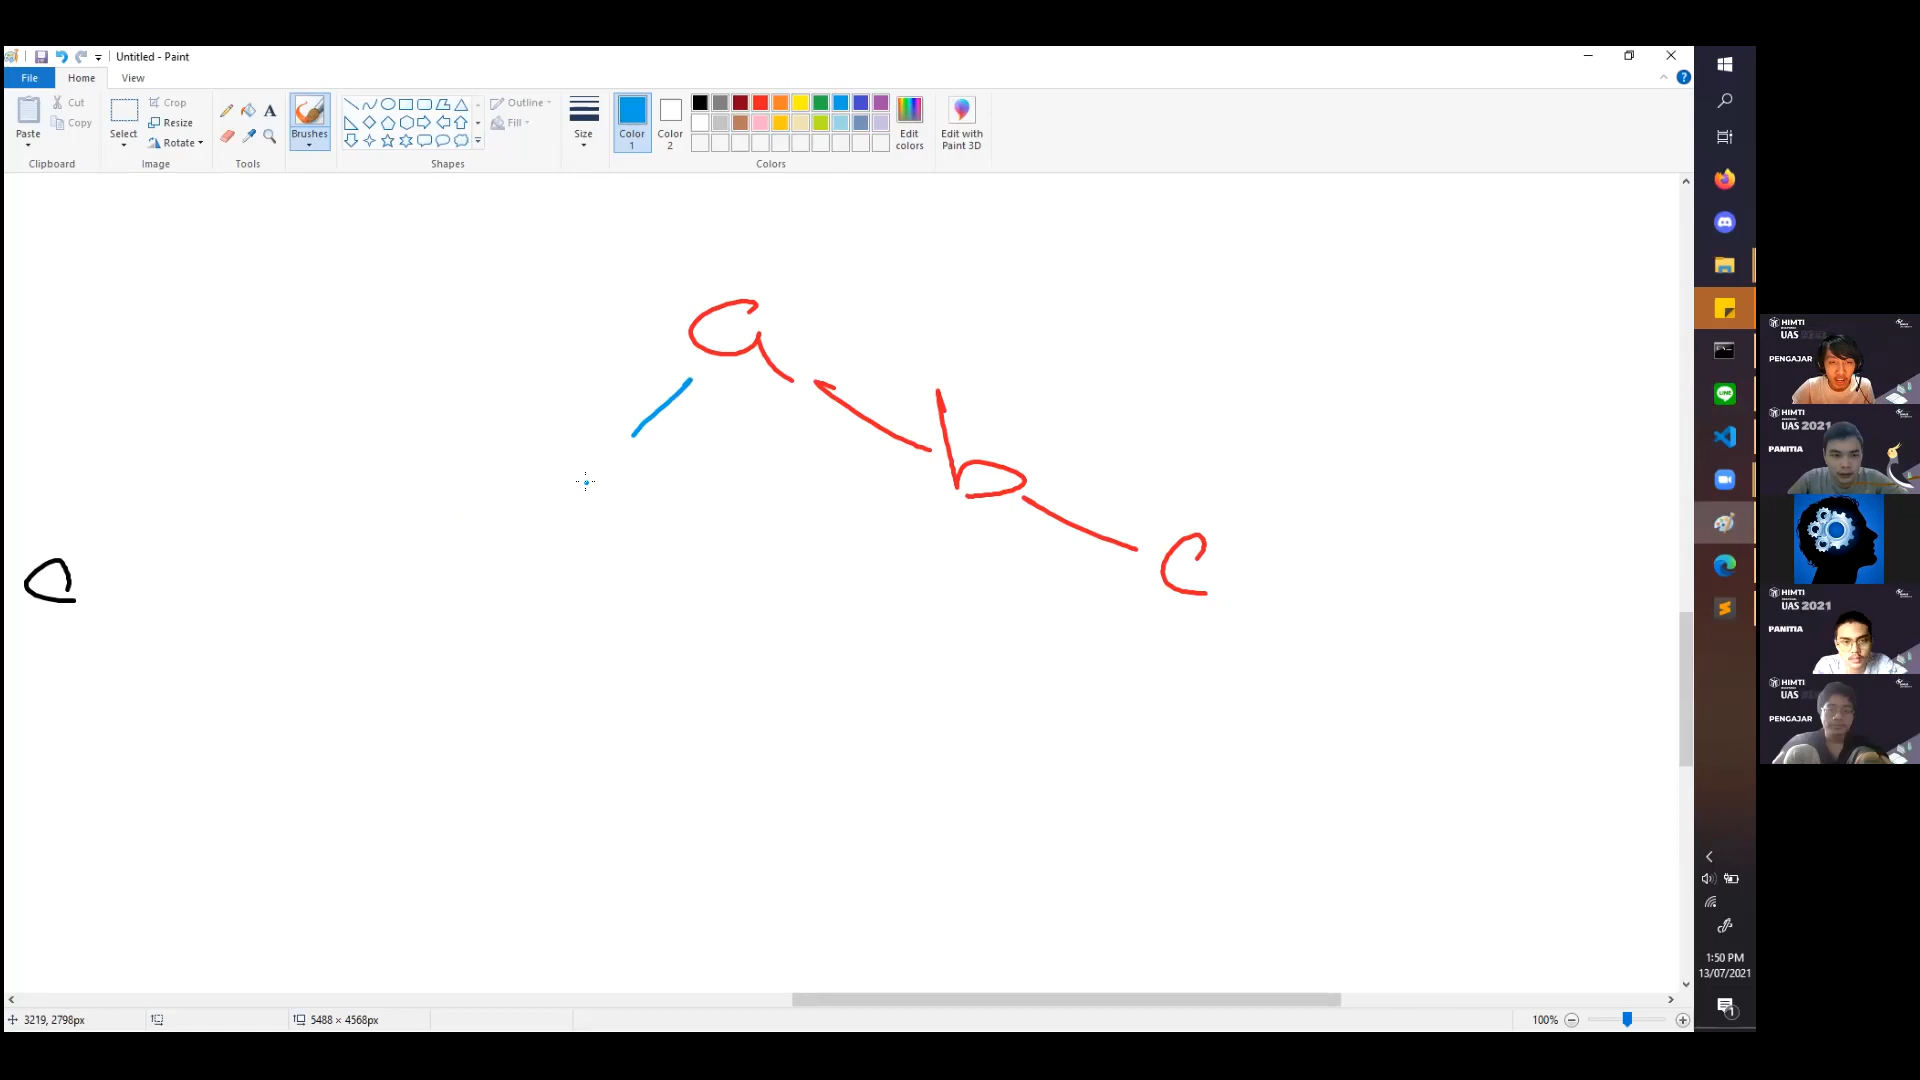 Untitled - Paint
File Home View
Paste
Cut
Copy
Clipboard
Select
Crop
Resize
Rotate
Image
Tools
Brushes
Shapes
Outline
Fill
Size
Color 1
Color 2
Edit colors
Edit with Paint 3D
Colors
a
b
c
a
3219, 2798px
5488 × 4568px
100%
1:50 PM
13/07/2021
1
HIMTI
UAS
PENGAJAR
HIMTI
UAS 2021
PANITIA
HIMTI
UAS 2021
PANITIA
HIMTI
UAS
PENGAJAR